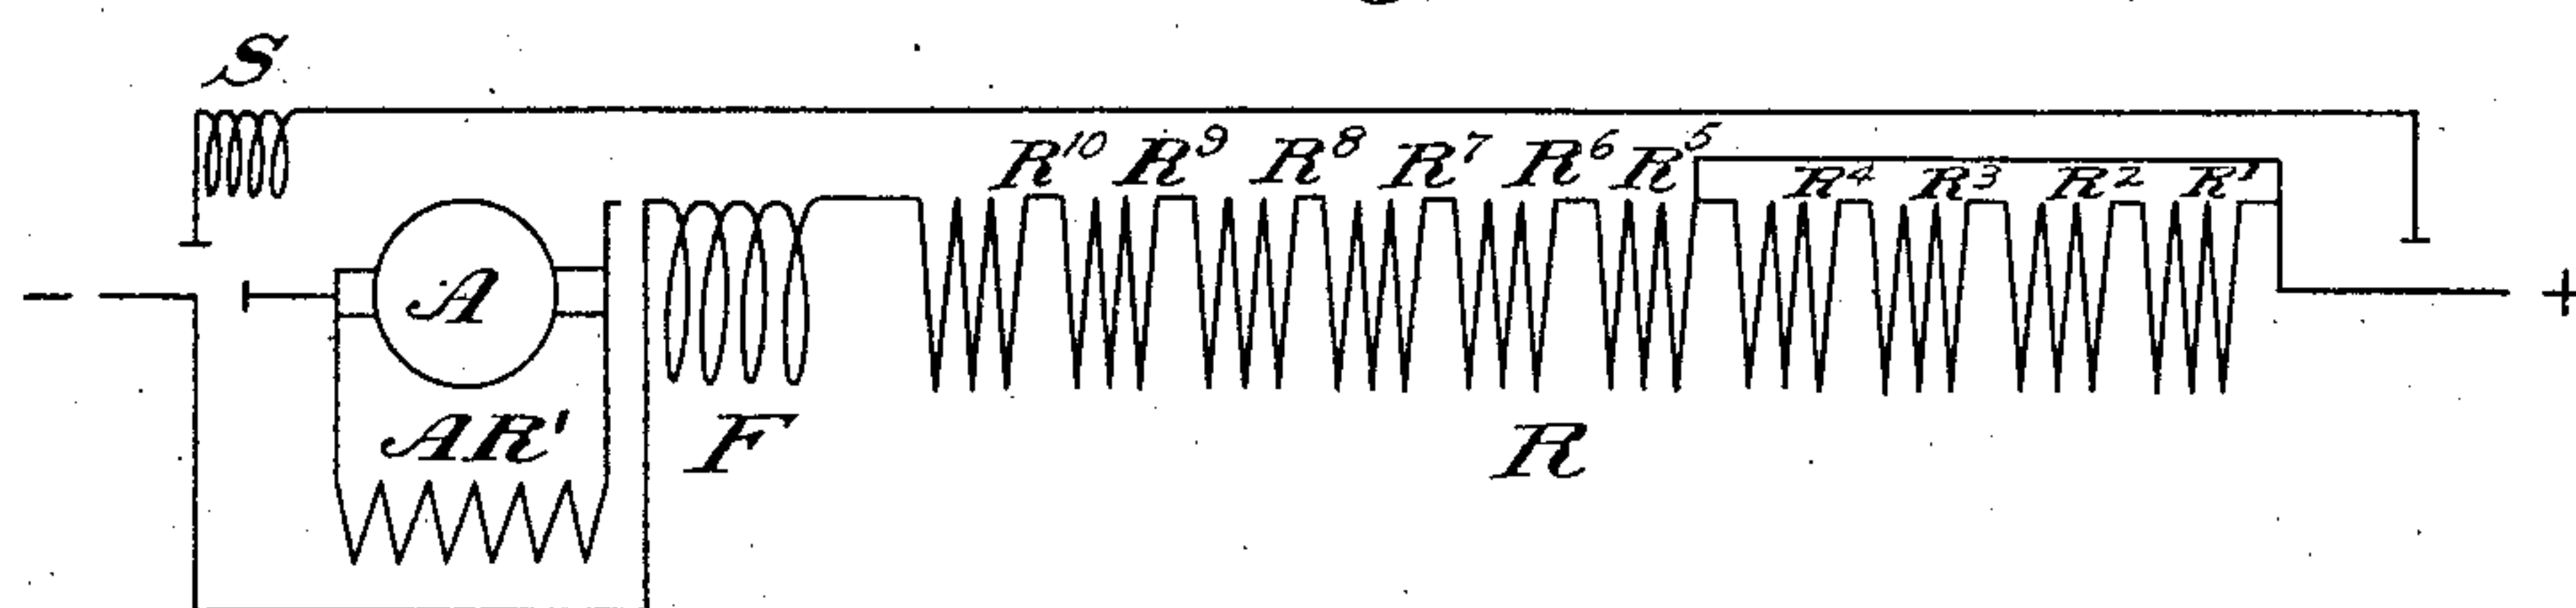 S
R¹⁰ R⁹ R⁸ R⁷ R⁶ R⁵ R⁴ R³ R² R¹
− A +
AR' F R